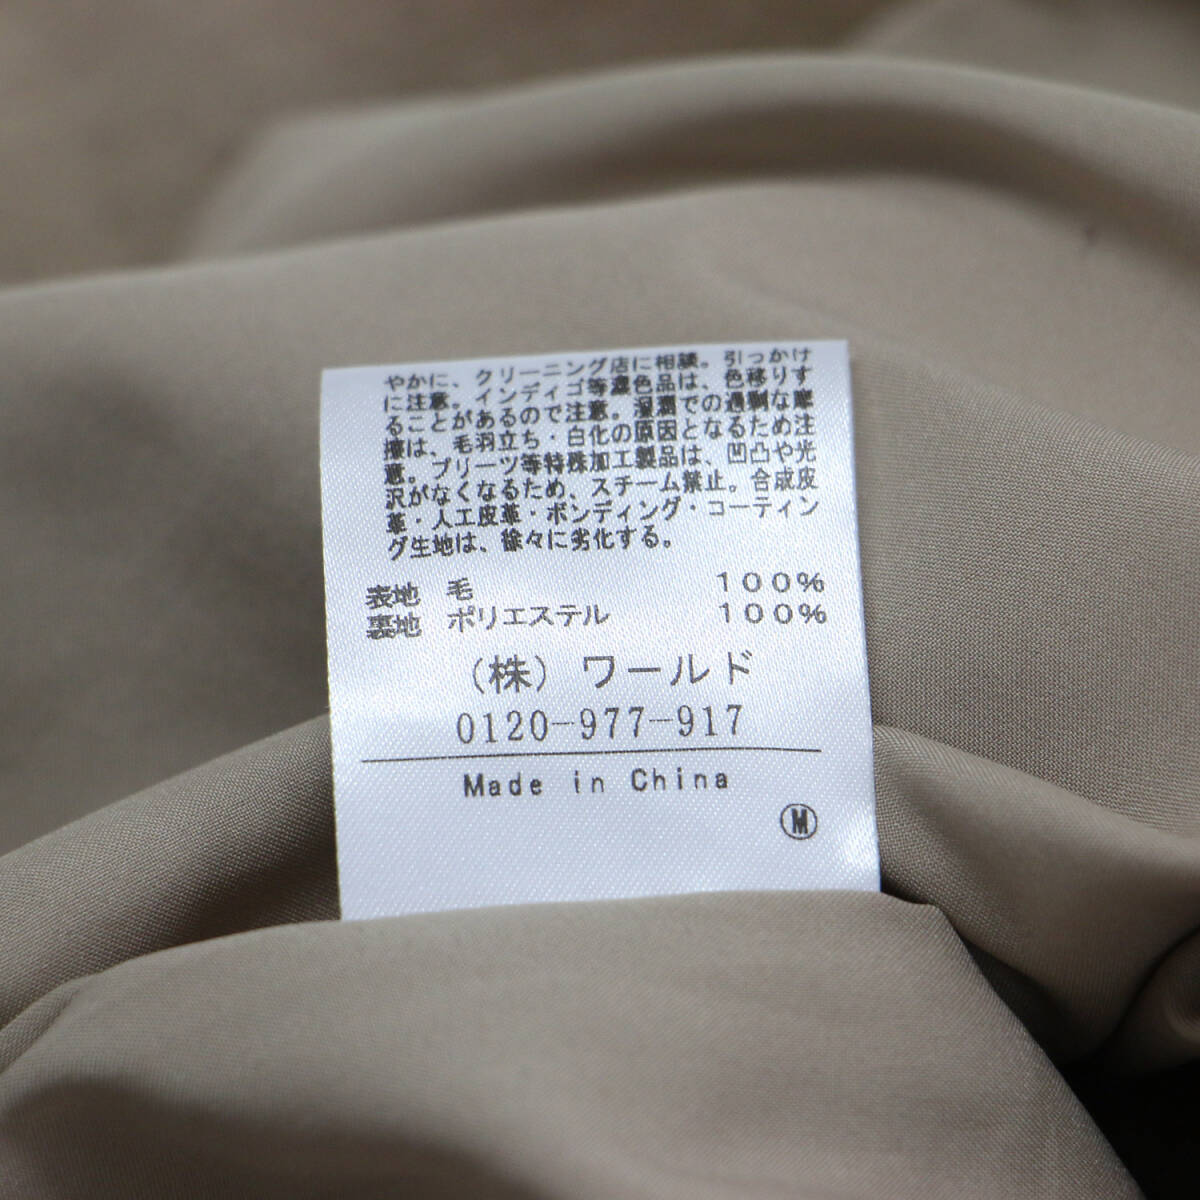 やかに、クリーニング店に相談。引っかけ
に注意。インディゴ等濃色品は、色移りす
ることがあるので注意。湿潤での過剰な摩
擦は、毛羽立ち・白化の原因となるため注
意。プリーツ等特殊加工製品は、凹凸や光
沢がなくなるため、スチーム禁止。合成皮
革・人工皮革・ボンディング・コーティン
グ生地は、徐々に劣化する。
表地 毛 100%
裏地 ポリエステル 100%
(株) ワールド
0120-977-917
Made in China
Ⓜ